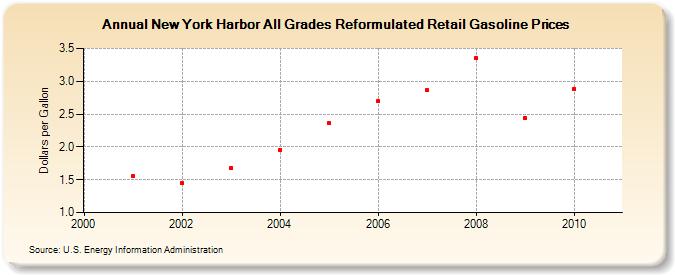 Annual New York Harbor All Grades Reformulated Retail Gasoline Prices
Dollars per Gallon
3.5
3.0
2.5
2.0
1.5
1.0
2000 2002 2004 2006 2008 2010
Source: U.S. Energy Information Administration